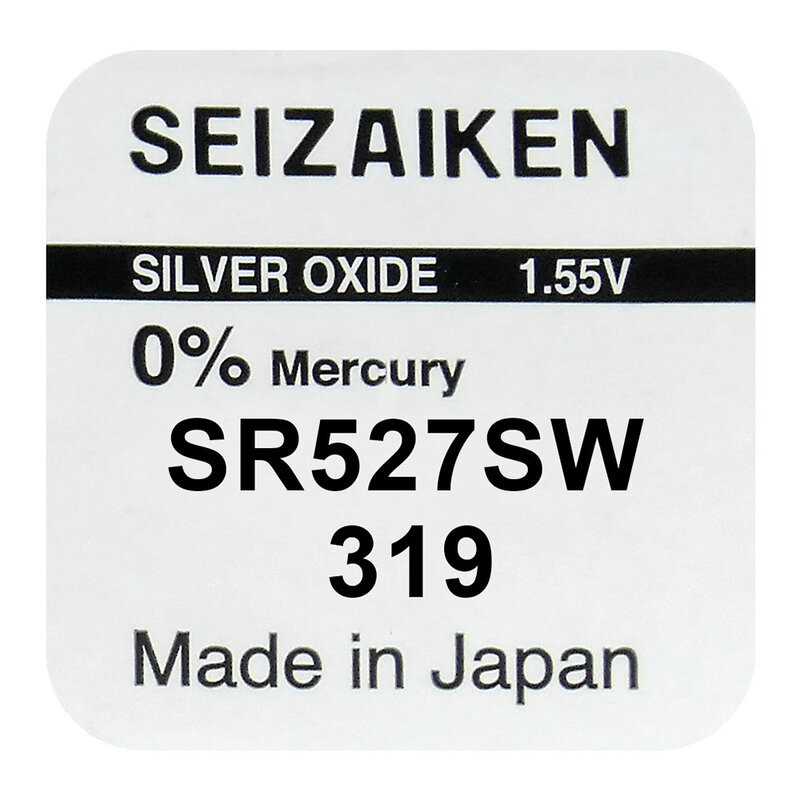 SEIZAIKEN
SILVER OXIDE 1.55V
0% Mercury
SR527SW
319
Made in Japan